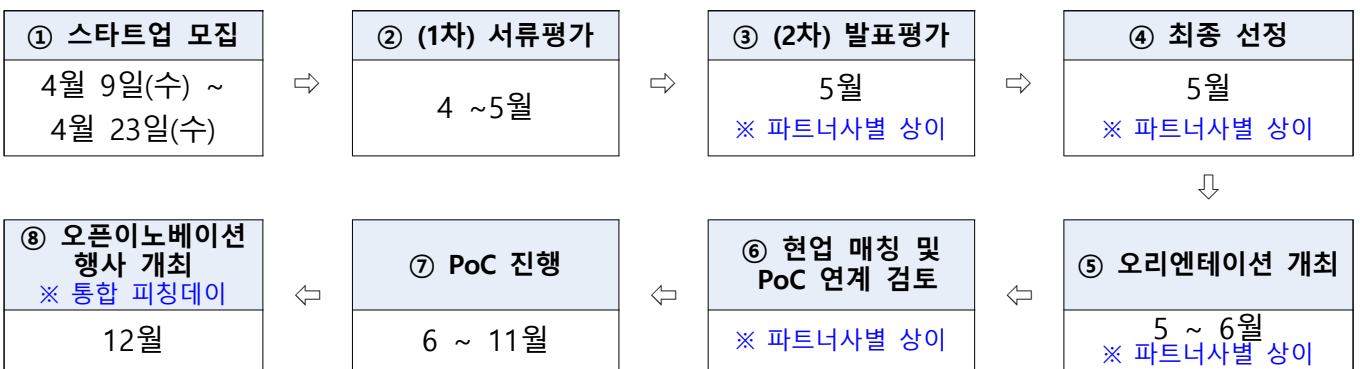 ① 스타트업 모집
4월 9일(수) ~
4월 23일(수)
⇨
② (1차) 서류평가
4 ~5월
⇨
③ (2차) 발표평가
5월
※ 파트너사별 상이
⇨
④ 최종 선정
5월
※ 파트너사별 상이
⇩
⑤ 오리엔테이션 개최
5 ~ 6월
※ 파트너사별 상이
⇦
⑥ 현업 매칭 및
PoC 연계 검토
※ 파트너사별 상이
⇦
⑦ PoC 진행
6 ~ 11월
⇦
⑧ 오픈이노베이션
행사 개최
※ 통합 피칭데이
12월